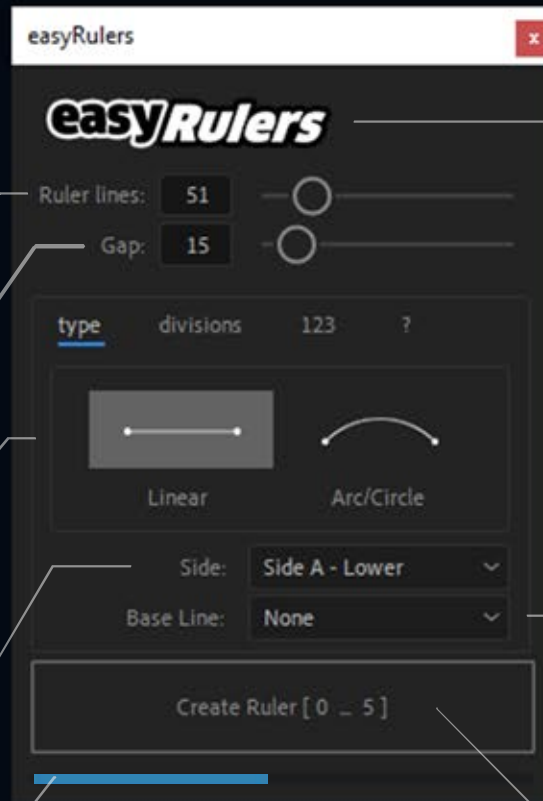 easyRulers
x
easyRulers
Ruler lines: 51
Gap: 15
type divisions 123 ?
Linear Arc/Circle
Side: Side A - Lower
Base Line: None
Create Ruler [ 0 _ 5 ]